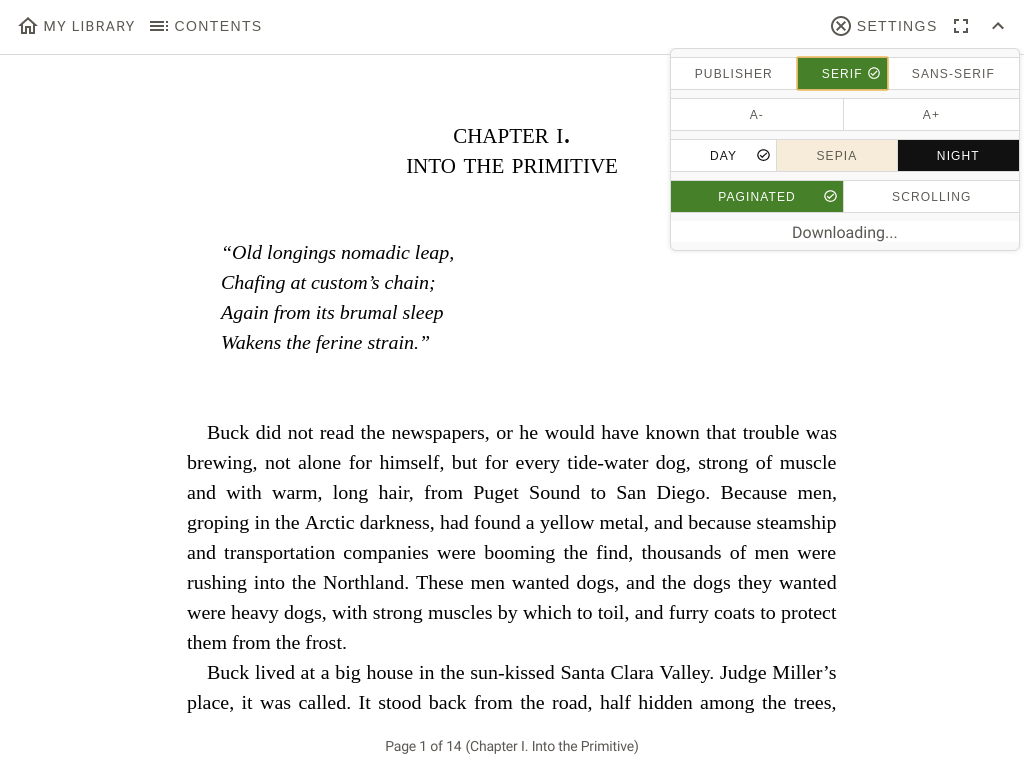 MY LIBRARY CONTENTS SETTINGS
PUBLISHER SERIF SANS-SERIF
A- A+
DAY SEPIA NIGHT
PAGINATED SCROLLING
Downloading...
CHAPTER I.
INTO THE PRIMITIVE
“Old longings nomadic leap,
Chafing at custom’s chain;
Again from its brumal sleep
Wakens the ferine strain.”
Buck did not read the newspapers, or he would have known that trouble was
brewing, not alone for himself, but for every tide-water dog, strong of muscle
and with warm, long hair, from Puget Sound to San Diego. Because men,
groping in the Arctic darkness, had found a yellow metal, and because steamship
and transportation companies were booming the find, thousands of men were
rushing into the Northland. These men wanted dogs, and the dogs they wanted
were heavy dogs, with strong muscles by which to toil, and furry coats to protect
them from the frost.
Buck lived at a big house in the sun-kissed Santa Clara Valley. Judge Miller’s
place, it was called. It stood back from the road, half hidden among the trees,
Page 1 of 14 (Chapter I. Into the Primitive)